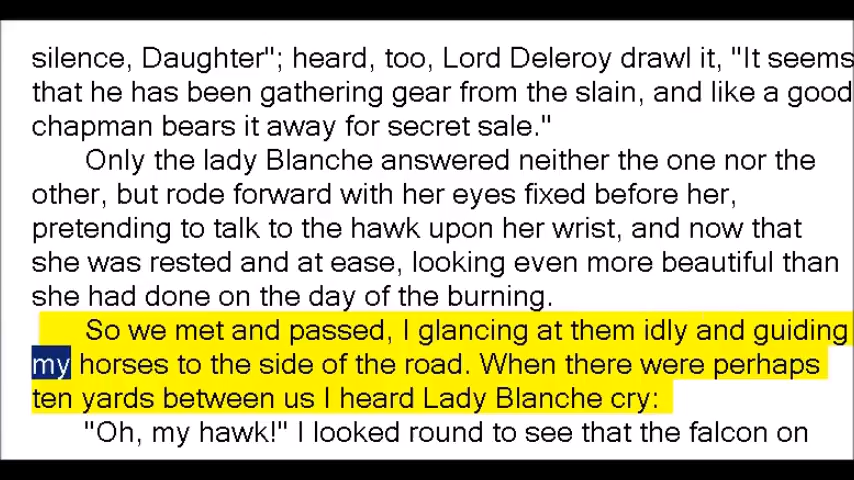 silence, Daughter"; heard, too, Lord Deleroy drawl it, "It seems
that he has been gathering gear from the slain, and like a good
chapman bears it away for secret sale."
Only the lady Blanche answered neither the one nor the
other, but rode forward with her eyes fixed before her,
pretending to talk to the hawk upon her wrist, and now that
she was rested and at ease, looking even more beautiful than
she had done on the day of the burning.
So we met and passed, I glancing at them idly and guiding
my horses to the side of the road. When there were perhaps
ten yards between us I heard Lady Blanche cry:
"Oh, my hawk!" I looked round to see that the falcon on